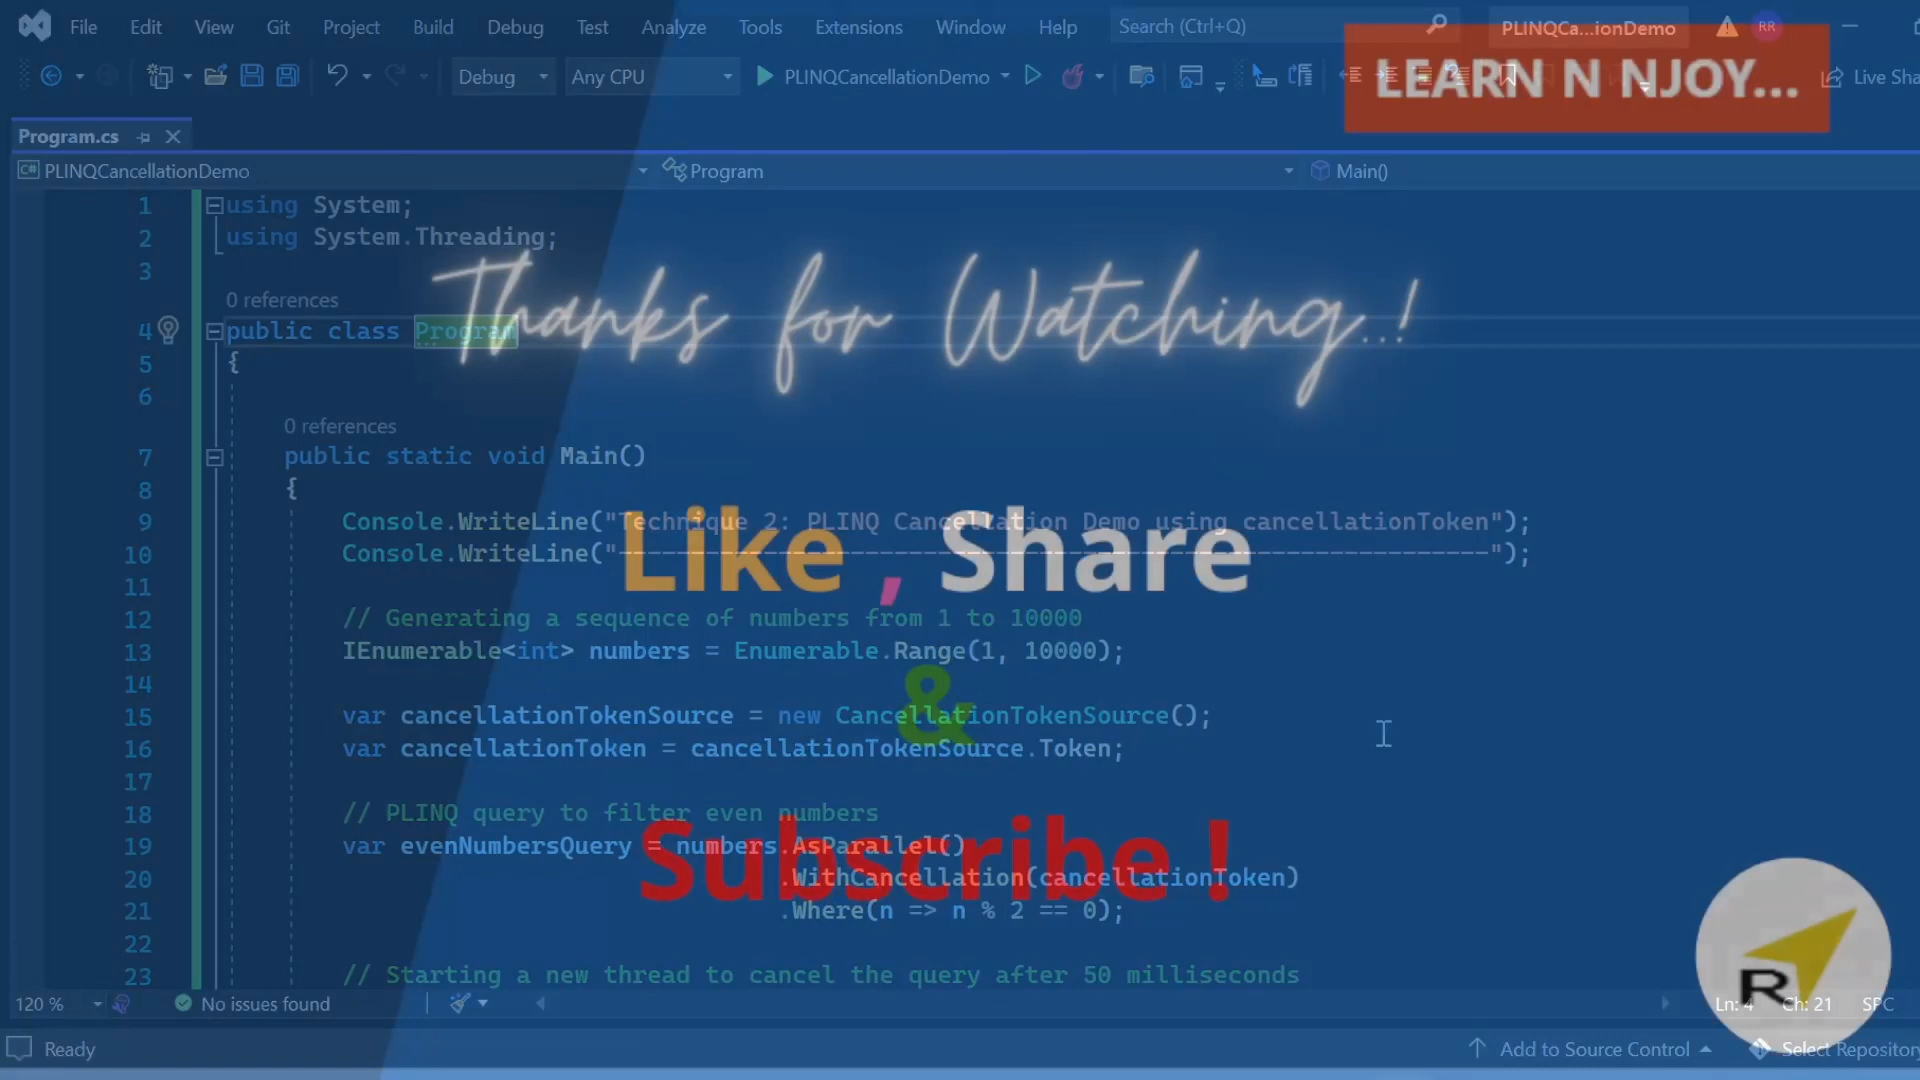 File Edit View Git Project Build Debug Test Analyze Tools Extensions Window Help Search (Ctrl+Q) PLINQCa...ionDemo RR
Debug Any CPU PLINQCancellationDemo Live Sha
LEARN N NJOY...
Program.cs
C# PLINQCancellationDemo Program Main()
1 using System;
2 using System.Threading;
3
0 references
4 public class Program
5 {
6
0 references
7 public static void Main()
8 {
9 Console.WriteLine("Technique 2: PLINQ Cancellation Demo using cancellationToken");
10 Console.WriteLine("------------------------------------------------------------");
11
12 // Generating a sequence of numbers from 1 to 10000
13 IEnumerable<int> numbers = Enumerable.Range(1, 10000);
14
15 var cancellationTokenSource = new CancellationTokenSource();
16 var cancellationToken = cancellationTokenSource.Token;
17
18 // PLINQ query to filter even numbers
19 var evenNumbersQuery = numbers.AsParallel()
20 .WithCancellation(cancellationToken)
21 .Where(n => n % 2 == 0);
22
23 // Starting a new thread to cancel the query after 50 milliseconds
Thanks for Watching..!
Like , Share
&
Subscribe !
R
120 % No issues found Ln: 4 Ch: 21 SPC
Ready Add to Source Control Select Repository